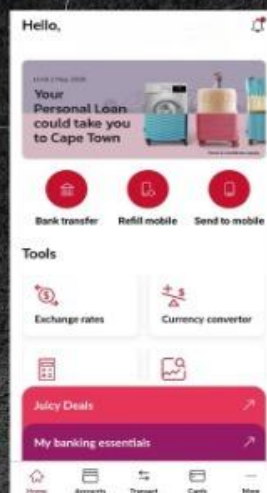 Hello,
Your
Personal Loan
could take you
to Cape Town
Bank transfer
Refill mobile
Send to mobile
Tools
Exchange rates
Currency convertor
Juicy Deals
My banking essentials
Home
Accounts
Transact
Cards
More